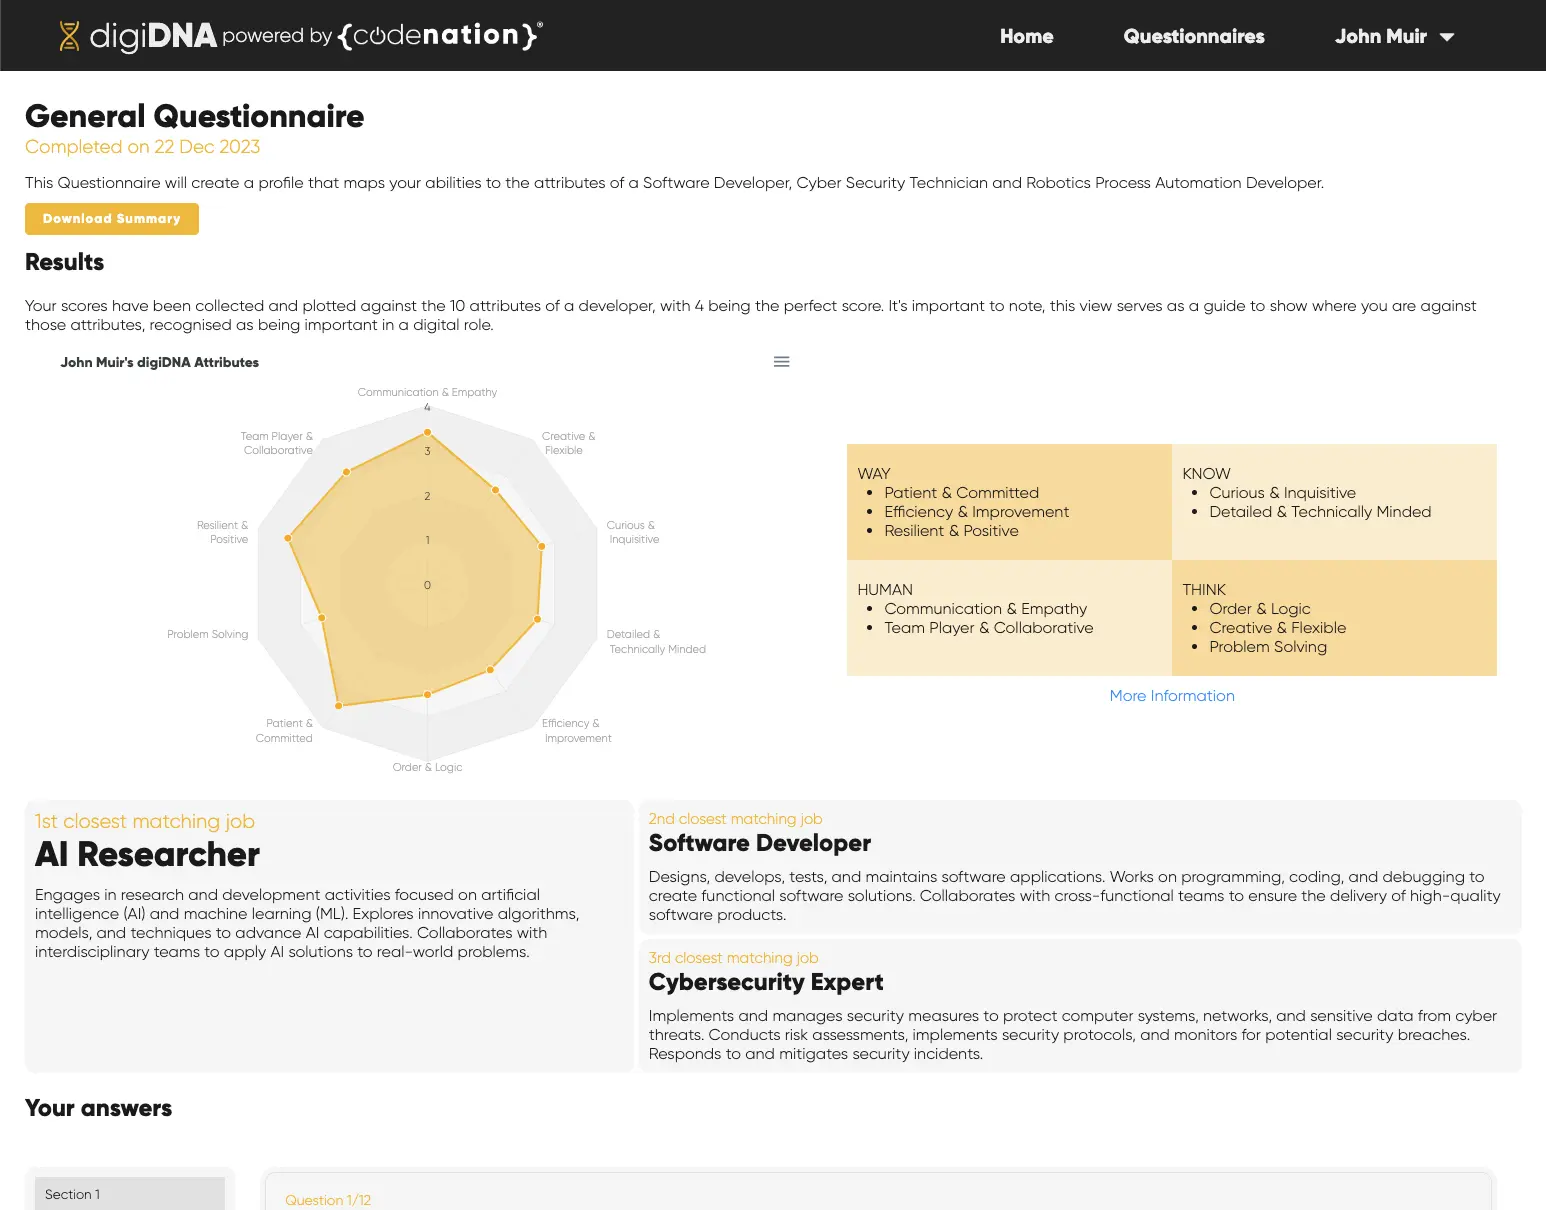 digiDNA powered by {codenation}®
Home Questionnaires John Muir
General Questionnaire
Completed on 22 Dec 2023
This Questionnaire will create a profile that maps your abilities to the attributes of a Software Developer, Cyber Security Technician and Robotics Process Automation Developer.
Download Summary
Results
Your scores have been collected and plotted against the 10 attributes of a developer, with 4 being the perfect score. It's important to note, this view serves as a guide to show where you are against
those attributes, recognised as being important in a digital role.
John Muir's digiDNA Attributes
Communication & Empathy
4
Team Player &
Collaborative
Creative &
Flexible
3
2
Resilient &
Positive
Curious &
Inquisitive
1
0
Problem Solving
Detailed &
Technically Minded
Patient &
Committed
Efficiency &
Improvement
Order & Logic
WAY
• Patient & Committed
• Efficiency & Improvement
• Resilient & Positive
KNOW
• Curious & Inquisitive
• Detailed & Technically Minded
HUMAN
• Communication & Empathy
• Team Player & Collaborative
THINK
• Order & Logic
• Creative & Flexible
• Problem Solving
More Information
1st closest matching job
AI Researcher
Engages in research and development activities focused on artificial
intelligence (AI) and machine learning (ML). Explores innovative algorithms,
models, and techniques to advance AI capabilities. Collaborates with
interdisciplinary teams to apply AI solutions to real-world problems.
2nd closest matching job
Software Developer
Designs, develops, tests, and maintains software applications. Works on programming, coding, and debugging to
create functional software solutions. Collaborates with cross-functional teams to ensure the delivery of high-quality
software products.
3rd closest matching job
Cybersecurity Expert
Implements and manages security measures to protect computer systems, networks, and sensitive data from cyber
threats. Conducts risk assessments, implements security protocols, and monitors for potential security breaches.
Responds to and mitigates security incidents.
Your answers
Section 1
Question 1/12